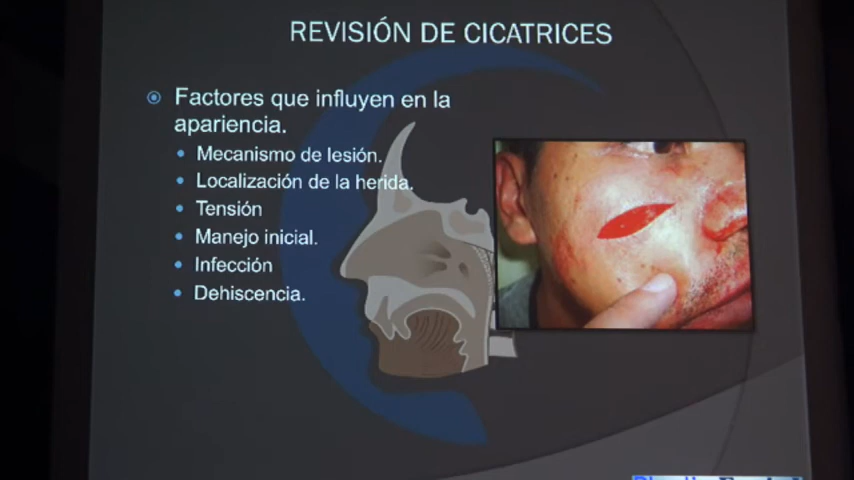 REVISIÓN DE CICATRICES
Factores que influyen en la
apariencia.
Mecanismo de lesión.
Localización de la herida.
Tensión
Manejo inicial.
Infección
Dehiscencia.